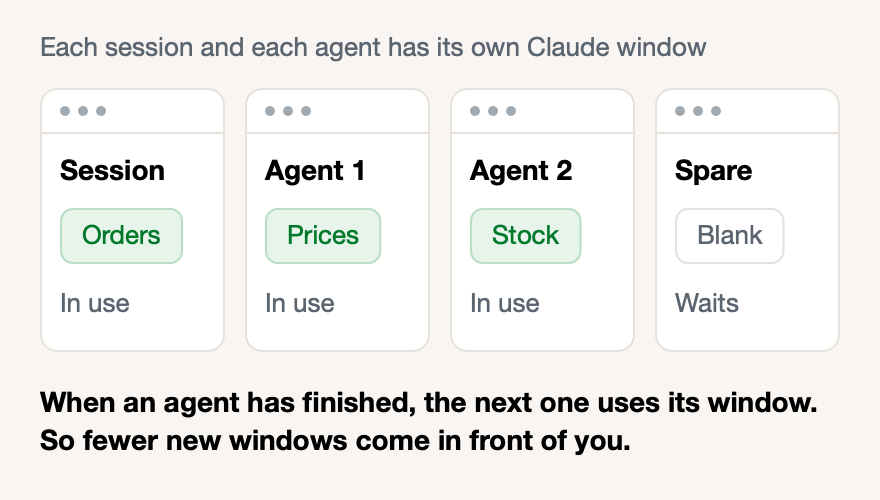 Each session and each agent has its own Claude window
Session
Orders
In use
Agent 1
Prices
In use
Agent 2
Stock
In use
Spare
Blank
Waits
When an agent has finished, the next one uses its window.
So fewer new windows come in front of you.